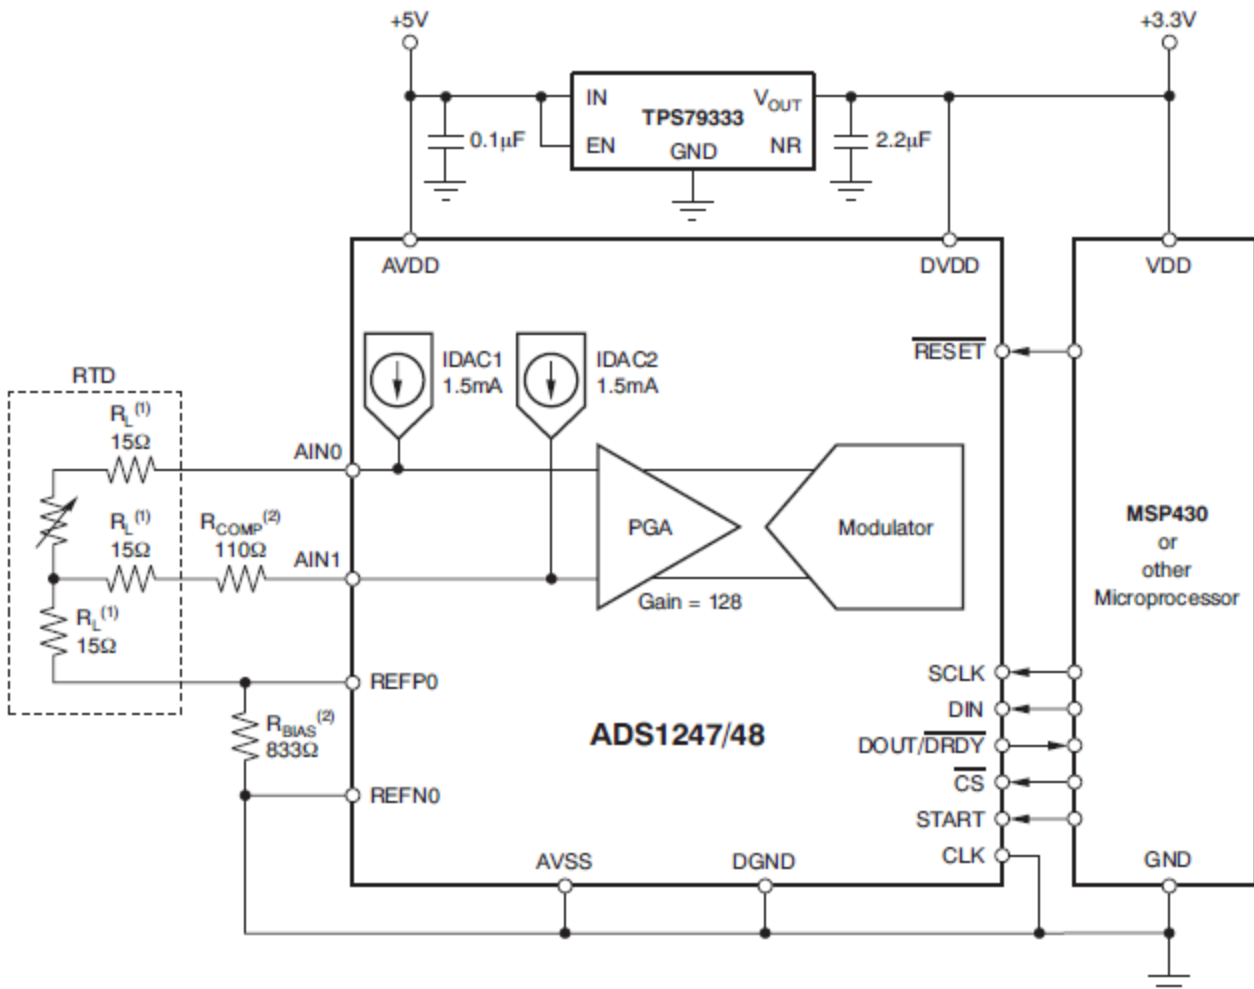 +5V
+3.3V
IN
VOUT
TPS79333
EN
GND
NR
0.1μF
2.2μF
AVDD
DVDD
VDD
RESET
IDAC1
1.5mA
IDAC2
1.5mA
RTD
RL(1)
15Ω
AIN0
RL(1)
15Ω
RCOMP(2)
110Ω
AIN1
PGA
Modulator
Gain = 128
MSP430
or
other
Microprocessor
RL(1)
15Ω
REFP0
SCLK
DIN
RBIAS(2)
833Ω
ADS1247/48
DOUT/DRDY
CS
REFN0
START
CLK
AVSS
DGND
GND